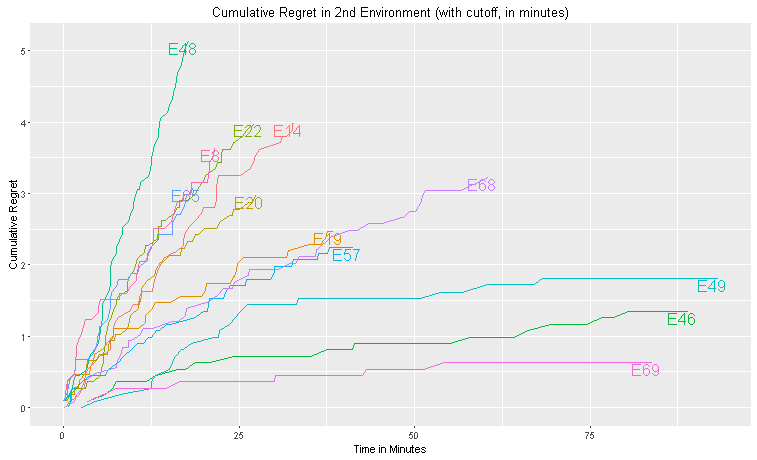 Cumulative Regret in 2nd Environment (with cutoff, in minutes)
Cumulative Regret
5
4
3
2
1
0
E48
E22
E14
E8
E68
E20
E19
E57
E49
E46
E69
0
25
50
75
Time in Minutes